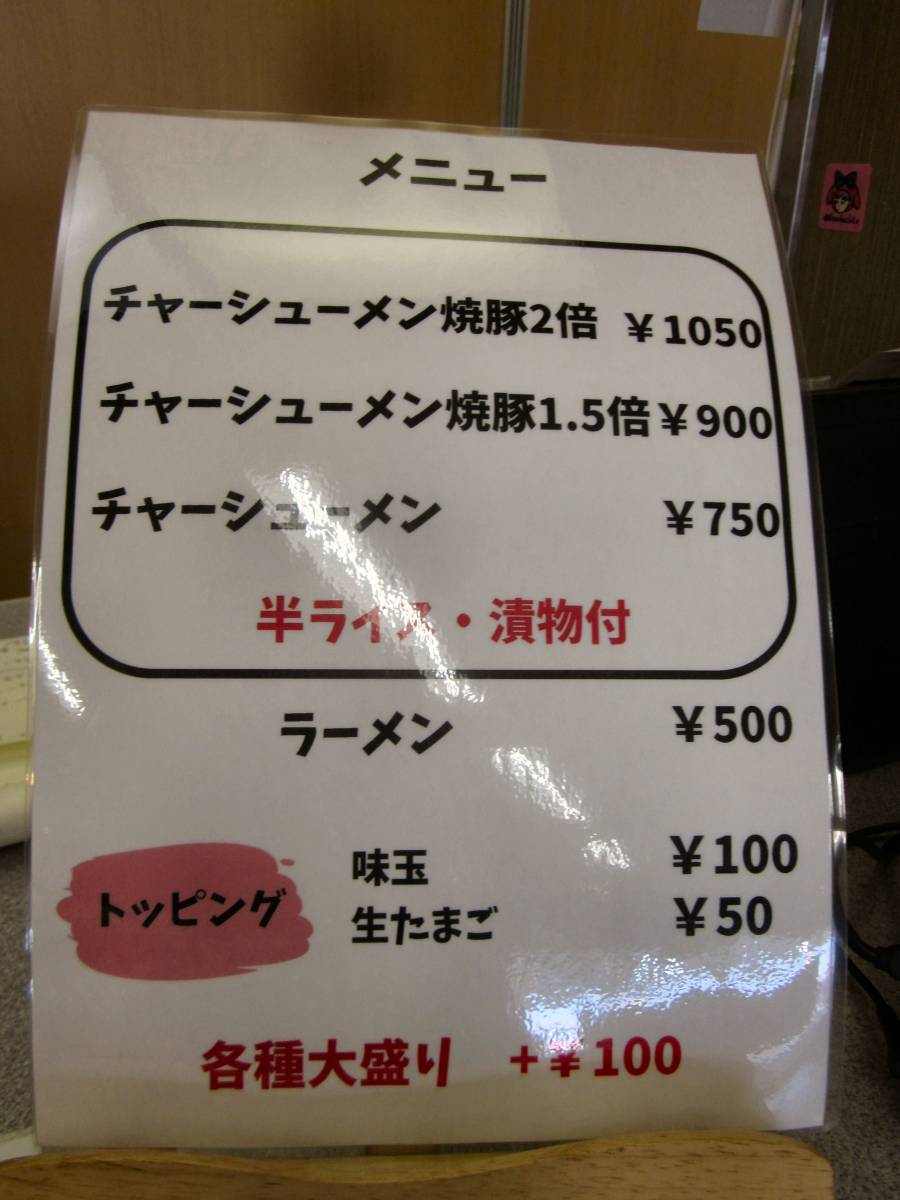 メニュー
チャーシューメン焼豚2倍 ¥1050
チャーシューメン焼豚1.5倍 ¥900
チャーシューメン ¥750
半ライス・漬物付
ラーメン ¥500
トッピング
味玉 ¥100
生たまご ¥50
各種大盛り +¥100